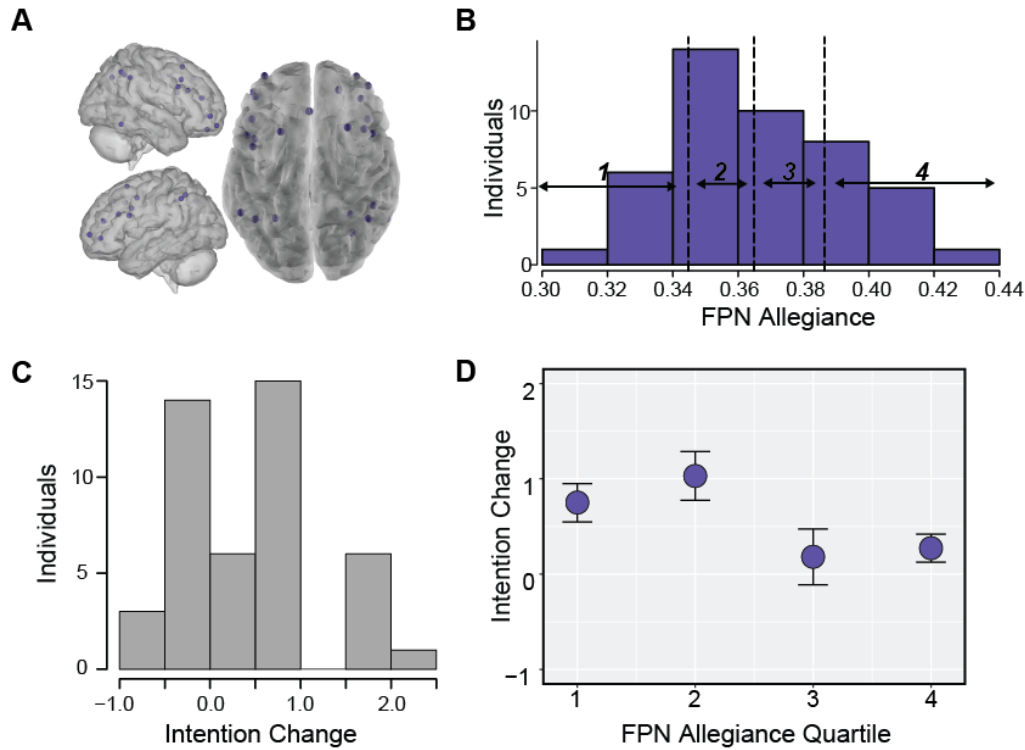 A
B
10
5
0
Individuals
1
2
3
4
0.30 0.32 0.34 0.36 0.38 0.40 0.42 0.44
FPN Allegiance
C
15
10
5
0
Individuals
−1.0 0.0 1.0 2.0
Intention Change
D
2
1
0
−1
Intention Change
1 2 3 4
FPN Allegiance Quartile